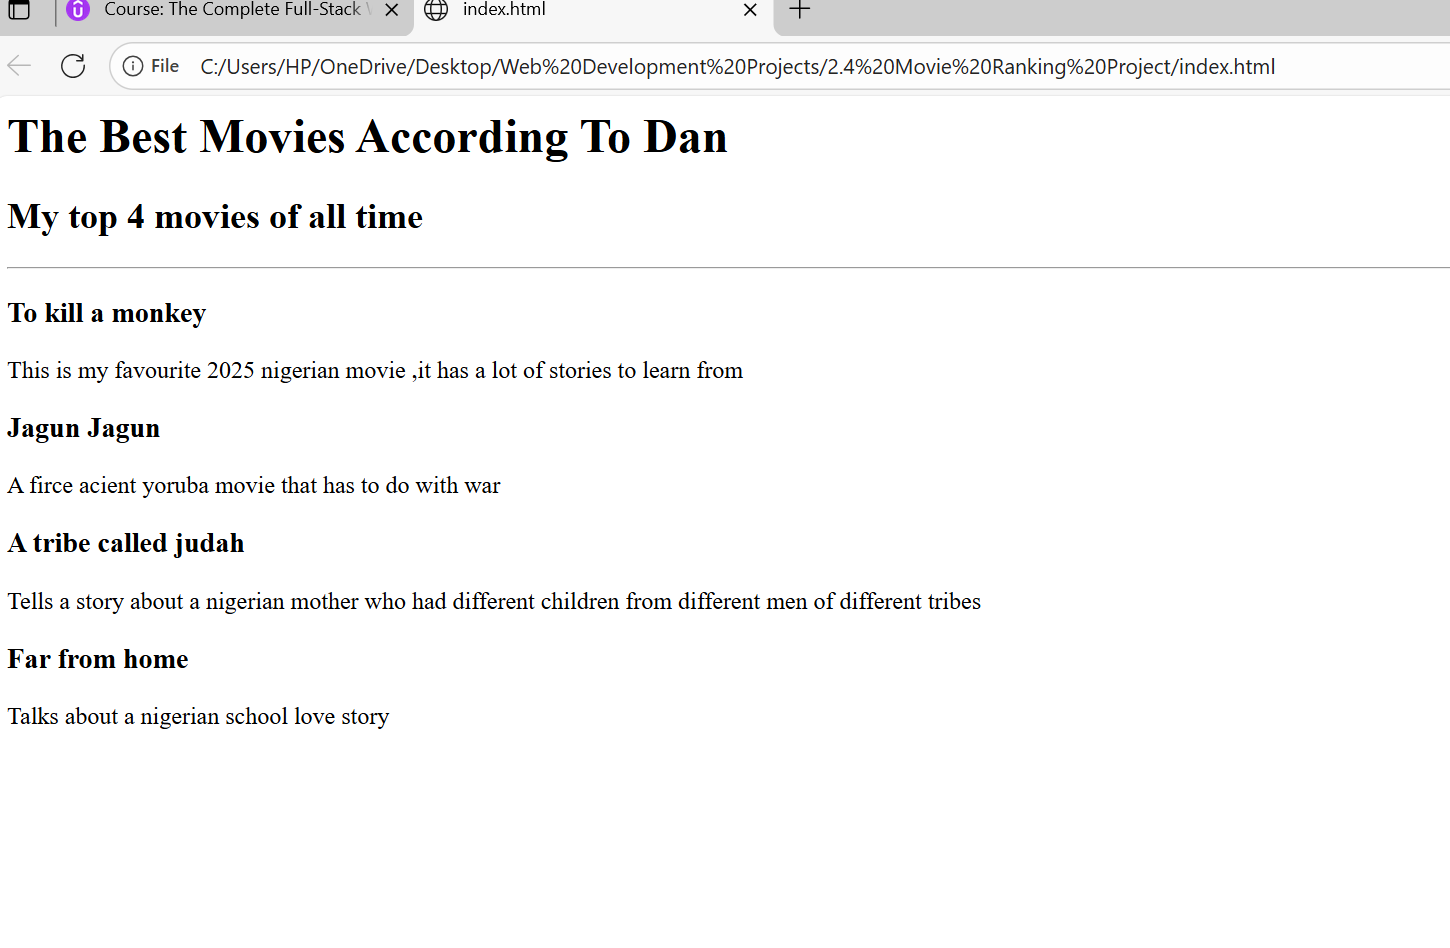 Course: The Complete Full-Stack
index.html
File C:/Users/HP/OneDrive/Desktop/Web%20Development%20Projects/2.4%20Movie%20Ranking%20Project/index.html
The Best Movies According To Dan
My top 4 movies of all time
To kill a monkey
This is my favourite 2025 nigerian movie ,it has a lot of stories to learn from
Jagun Jagun
A firce acient yoruba movie that has to do with war
A tribe called judah
Tells a story about a nigerian mother who had different children from different men of different tribes
Far from home
Talks about a nigerian school love story